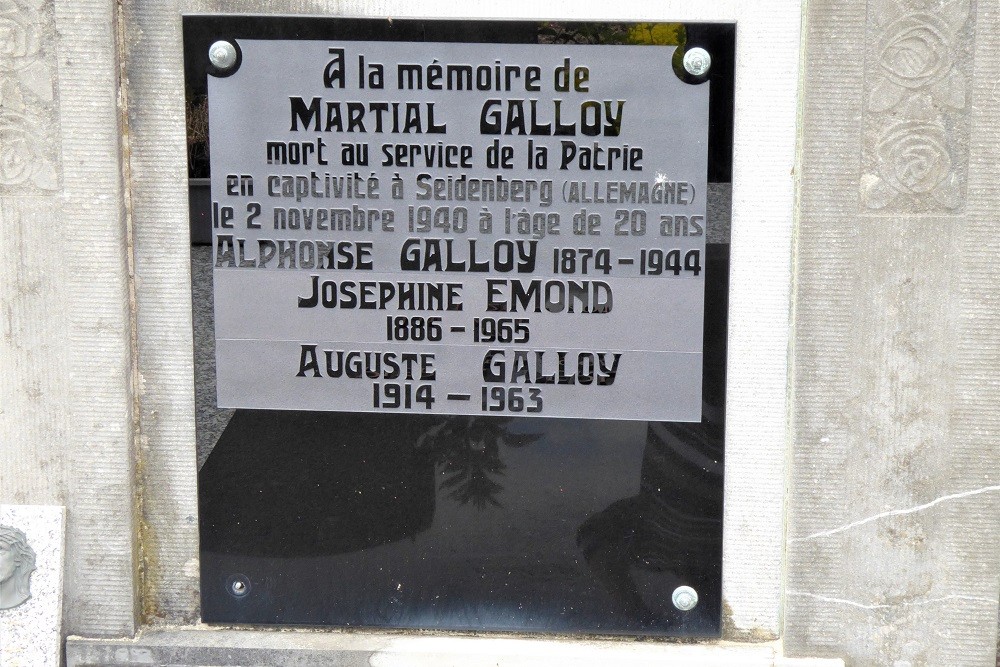 A la mémoire de
MARTIAL GALLOY
mort au service de la Patrie
en captivité à Seidenberg (ALLEMAGNE)
le 2 novembre 1940 à l'âge de 20 ans
ALPHONSE GALLOY 1874-1944
JOSEPHINE EMOND
1886-1965
AUGUSTE GALLOY
1914-1963